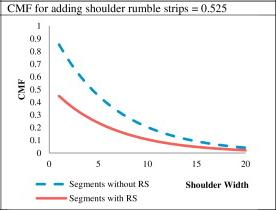 CMF for adding shoulder rumble strips = 0.525
1
0.9
0.8
0.7
0.6
0.5
0.4
0.3
0.2
0.1
0
CMF
0 5 10 15 20
Shoulder Width
Segments without RS
Segments with RS